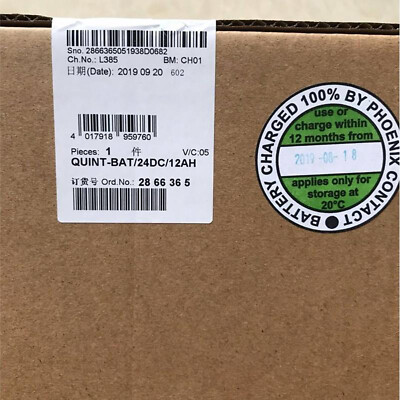 Sno. 2866365051938D0682
Ch.No.: L385 BM: CH01
日期(Date): 2019 09 20 602
4 017918 959760
Pieces: 1 件 V/C:05
QUINT-BAT/24DC/12AH
订货号 Ord.No.: 28 66 36 5
BATTERY CHARGED 100% BY PHOENIX CONTACT
use or
charge within
12 months from
2019-08-18
applies only for
storage at
20°C